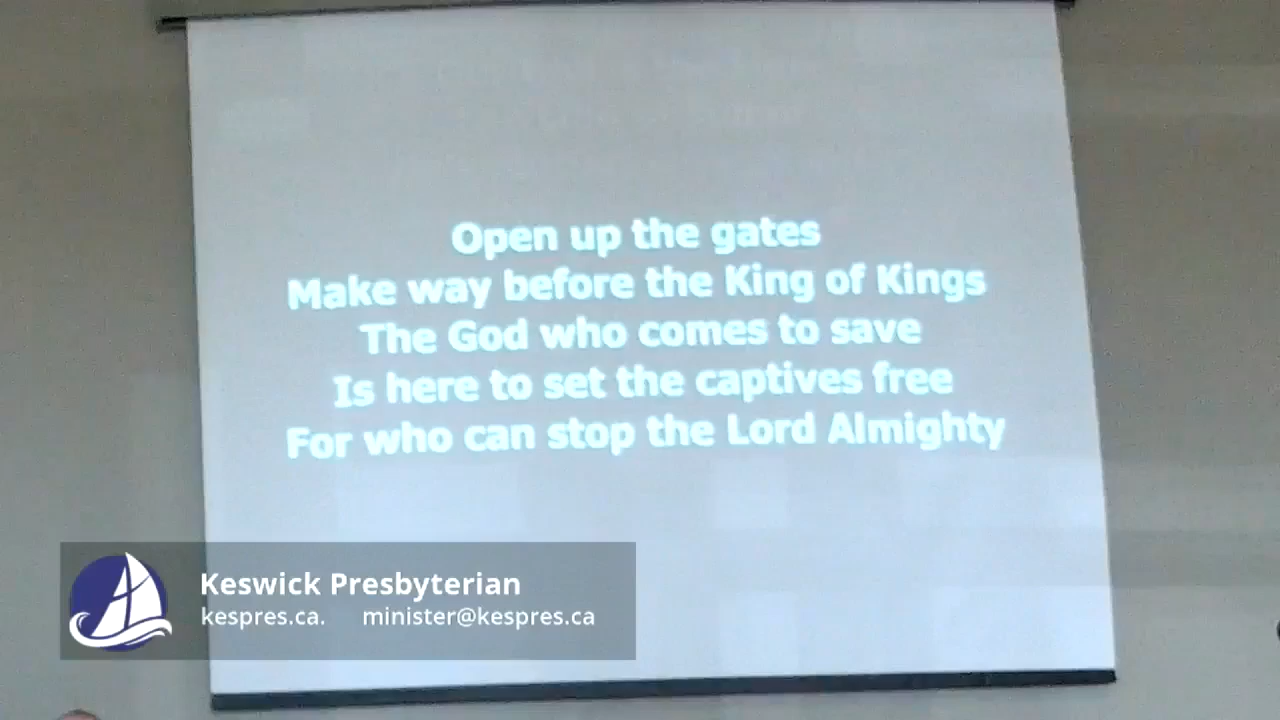 Open up the gates
Make way before the King of Kings
The God who comes to save
Is here to set the captives free
For who can stop the Lord Almighty
Keswick Presbyterian
kespres.ca. minister@kespres.ca